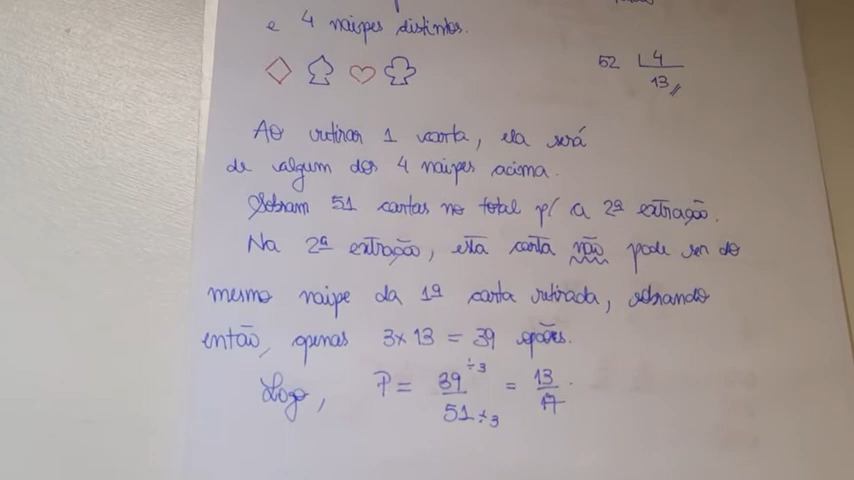 e 4 naipes distintos.
52 4
13 //
Ao retirar 1 carta, ela será
de algum dos 4 naipes acima.
Sobram 51 cartas no total p/ a 2ª extração.
Na 2ª extração, esta carta não pode ser do
mesmo naipe da 1ª carta retirada, sobrando
então, apenas 3x13 = 39 opções.
Logo, P = 39 ÷3 / 51 ÷3 = 13/17.